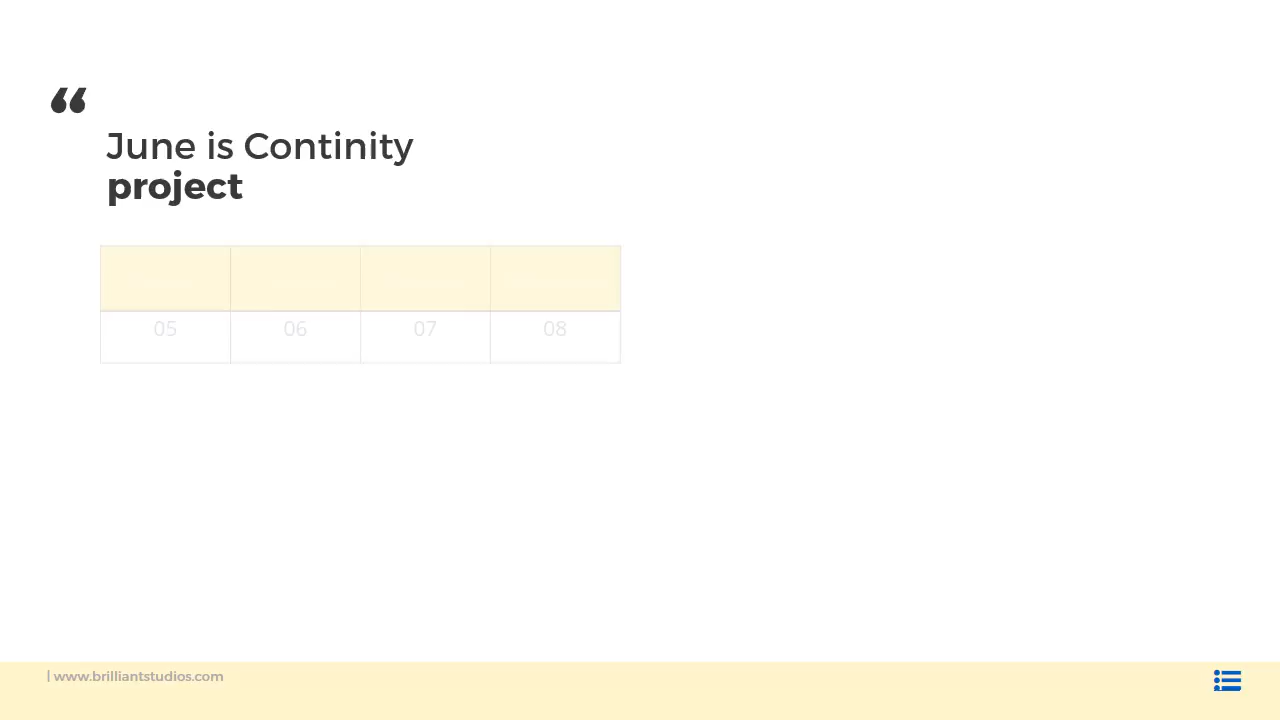 “
June is Continity
project
05 06 07 08
| www.brilliantstudios.com